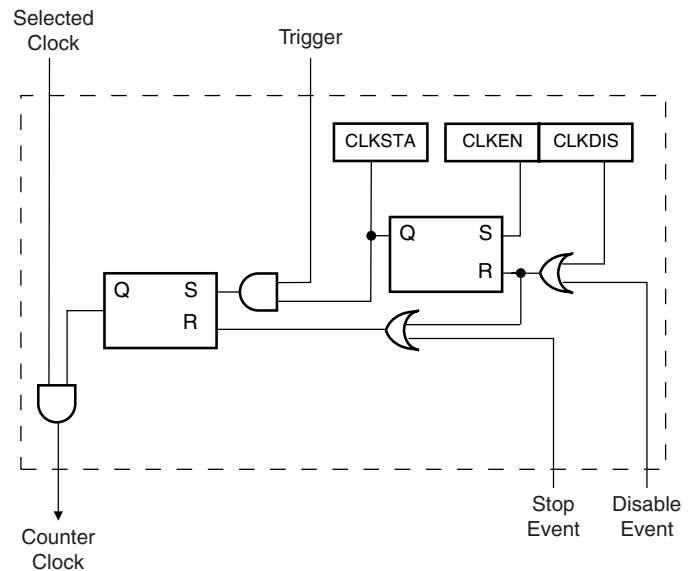 Selected
Clock
Trigger
CLKSTA
CLKEN
CLKDIS
Q
S
R
Q
S
R
Stop
Event
Disable
Event
Counter
Clock